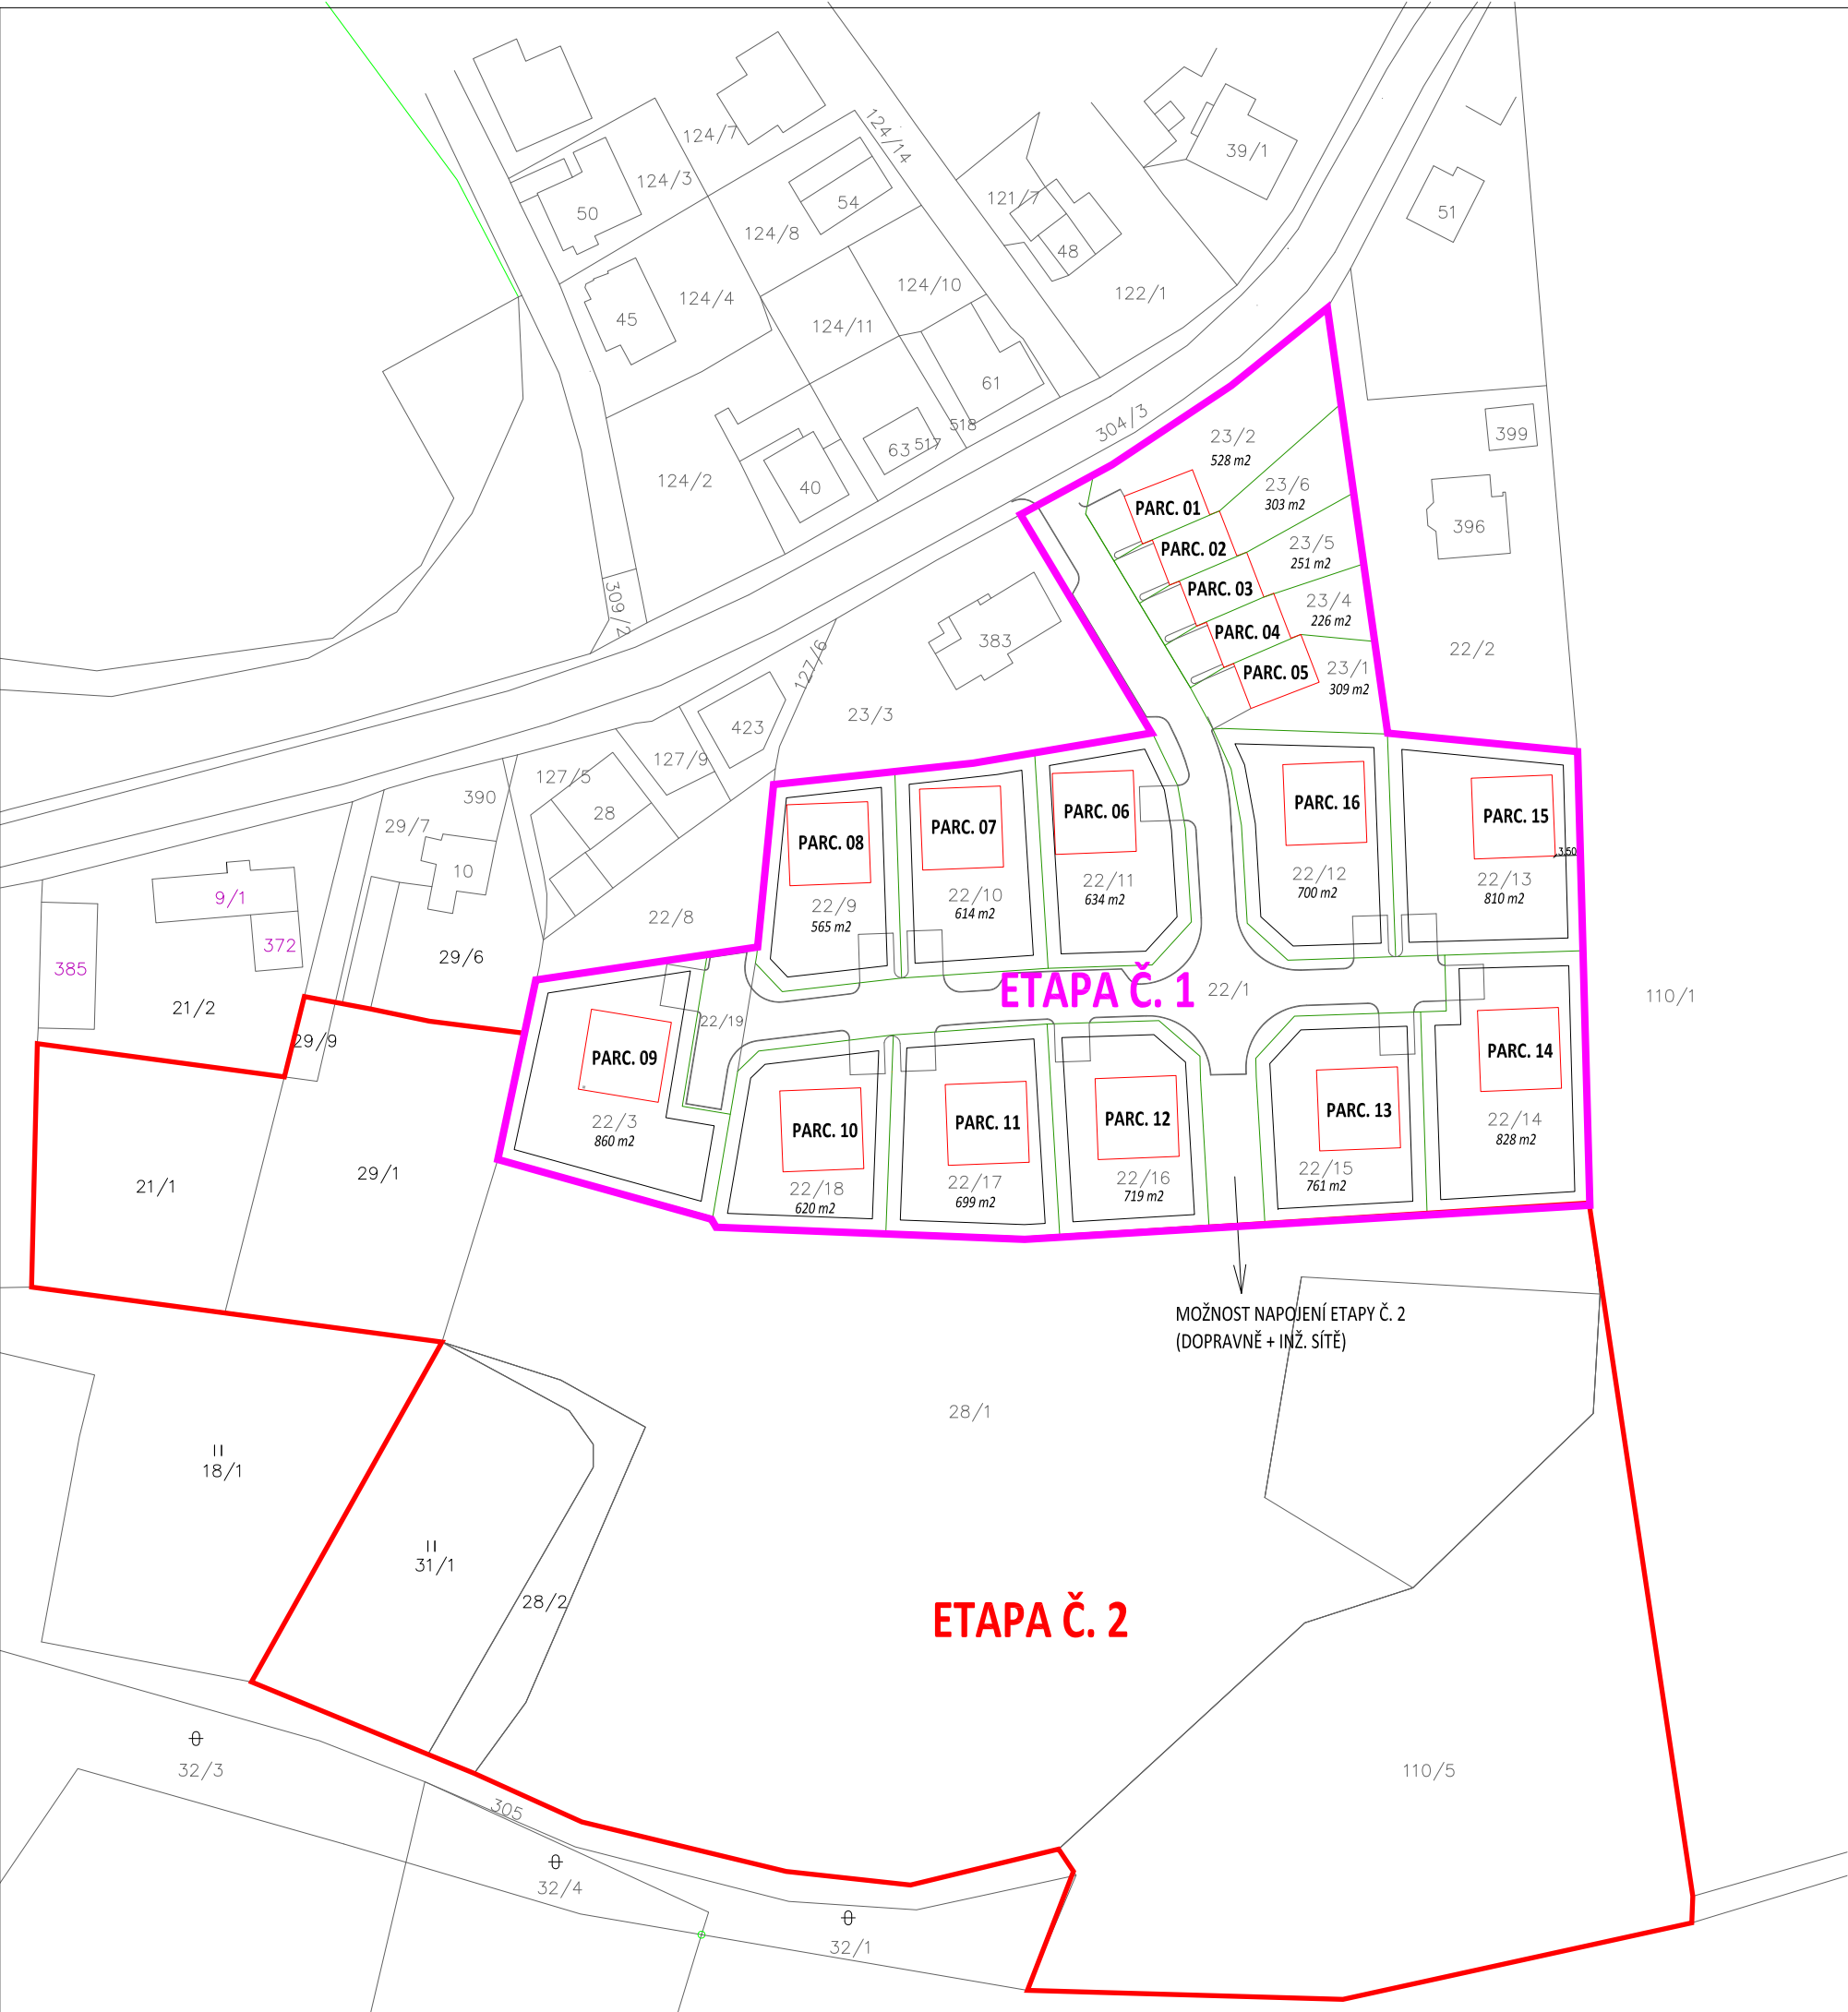 124/7
124/14
124/3
39/1
50
54
121/7
51
124/8
48
124/10
122/1
124/4
45
124/11
61
304/3
518
517
63
23/2
528 m2
399
124/2
40
23/6
303 m2
PARC. 01
396
23/5
251 m2
PARC. 02
309/2
PARC. 03
23/4
226 m2
383
PARC. 04
22/2
127/6
23/1
309 m2
PARC. 05
23/3
423
127/9
127/5
390
28
29/7
10
PARC. 08
PARC. 07
PARC. 06
PARC. 16
PARC. 15
3.50
9/1
372
385
22/9
565 m2
22/10
614 m2
22/11
634 m2
22/12
700 m2
22/13
810 m2
22/8
29/6
21/2
ETAPA Č. 1
22/1
110/1
22/19
29/9
PARC. 09
PARC. 14
22/3
860 m2
PARC. 10
PARC. 11
PARC. 12
PARC. 13
22/14
828 m2
22/18
620 m2
22/17
699 m2
22/16
719 m2
22/15
761 m2
21/1
29/1
MOŽNOST NAPOJENÍ ETAPY Č. 2
(DOPRAVNĚ + INŽ. SÍTĚ)
28/1
18/1
31/1
28/2
ETAPA Č. 2
32/3
110/5
305
32/4
32/1